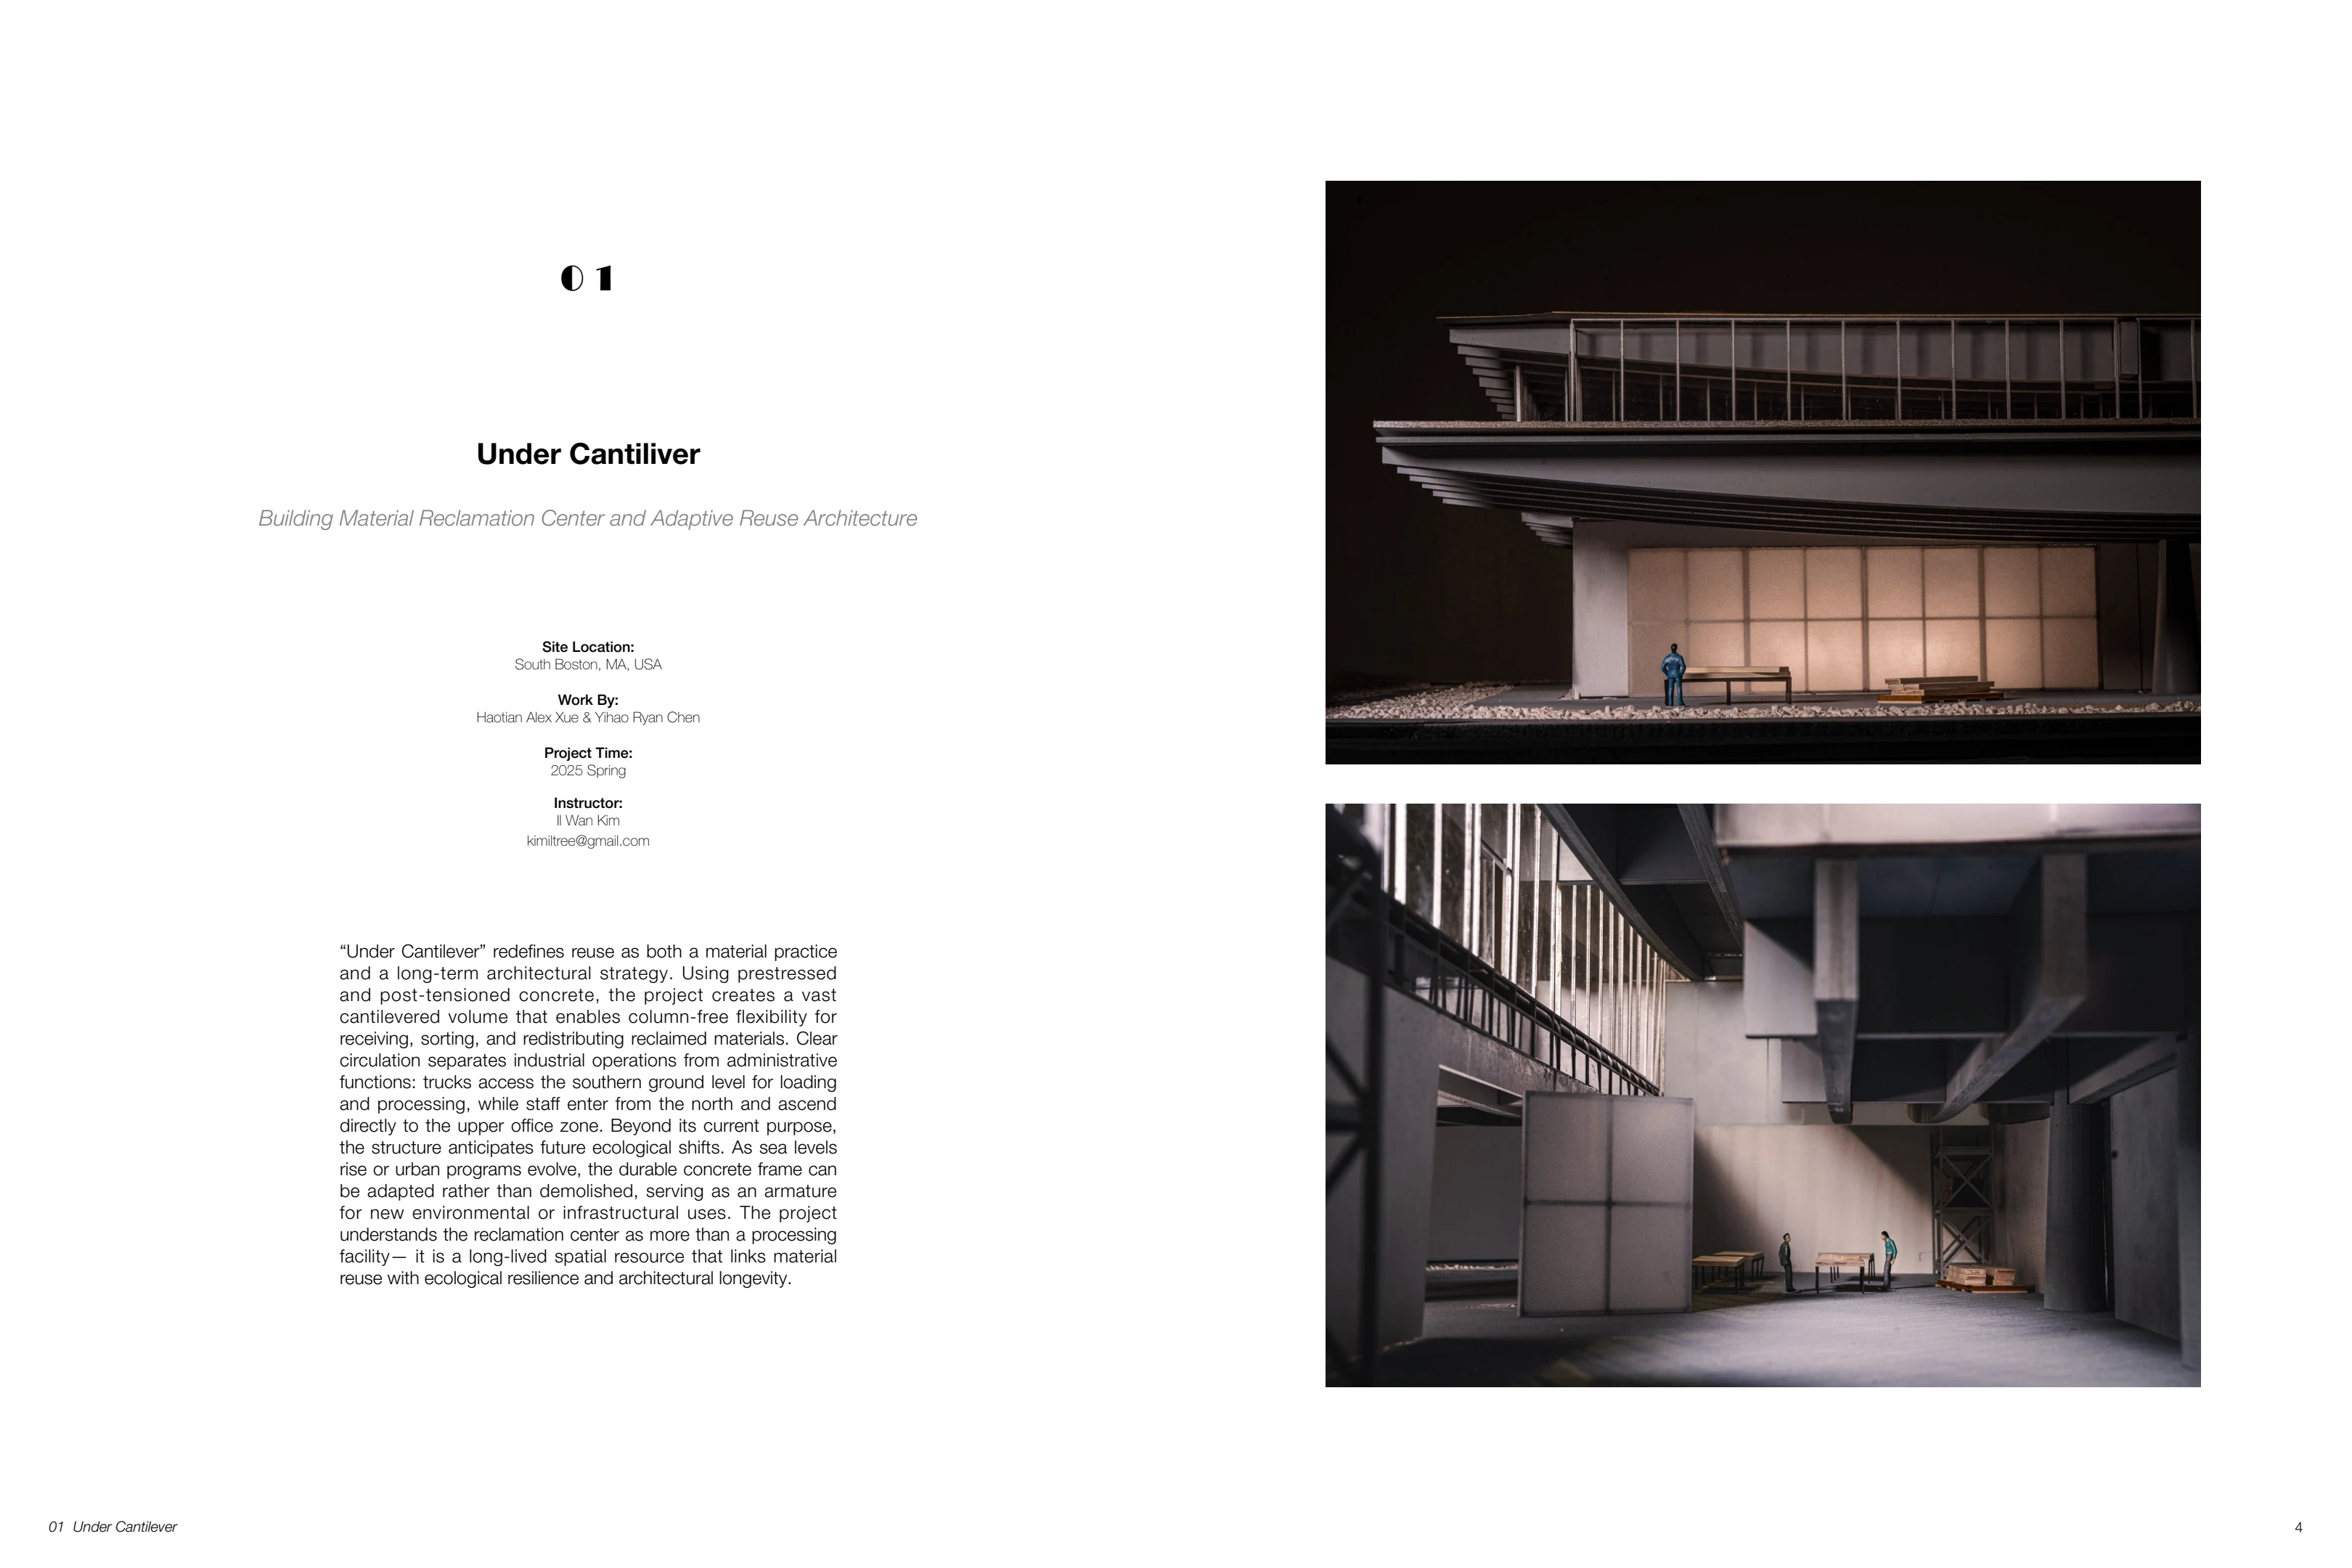 01
Under Cantiliver
Building Material Reclamation Center and Adaptive Reuse Architecture
Site Location:
South Boston, MA, USA
Work By:
Haotian Alex Xue & Yihao Ryan Chen
Project Time:
2025 Spring
Instructor:
Il Wan Kim
kimiltree@gmail.com
“Under Cantilever” redefines reuse as both a material practice
and a long-term architectural strategy. Using prestressed
and post-tensioned concrete, the project creates a vast
cantilevered volume that enables column-free flexibility for
receiving, sorting, and redistributing reclaimed materials. Clear
circulation separates industrial operations from administrative
functions: trucks access the southern ground level for loading
and processing, while staff enter from the north and ascend
directly to the upper office zone. Beyond its current purpose,
the structure anticipates future ecological shifts. As sea levels
rise or urban programs evolve, the durable concrete frame can
be adapted rather than demolished, serving as an armature
for new environmental or infrastructural uses. The project
understands the reclamation center as more than a processing
facility— it is a long-lived spatial resource that links material
reuse with ecological resilience and architectural longevity.
01 Under Cantilever
4